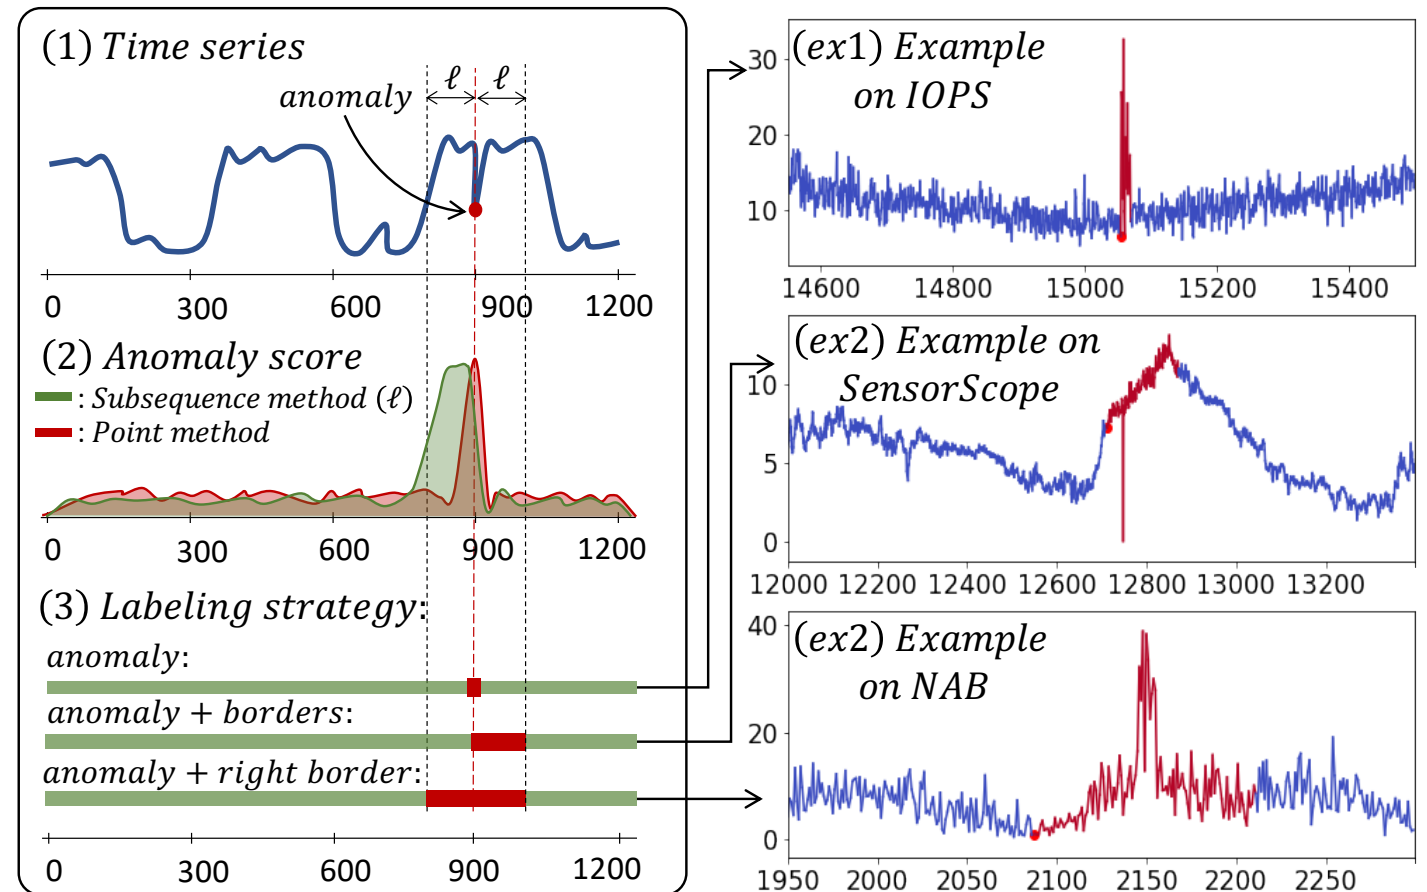 (1) Time series
ℓ ℓ
anomaly
0 300 600 900 1200
(2) Anomaly score
: Subsequence method (ℓ)
: Point method
0 300 600 900 1200
(3) Labeling strategy:
anomaly:
anomaly + borders:
anomaly + right border:
0 300 600 900 1200
(ex1) Example
on IOPS
30
20
10
14600 14800 15000 15200 15400
(ex2) Example on
SensorScope
10
5
0
12000 12200 12400 12600 12800 13000 13200
(ex2) Example
on NAB
40
20
0
1950 2000 2050 2100 2150 2200 2250